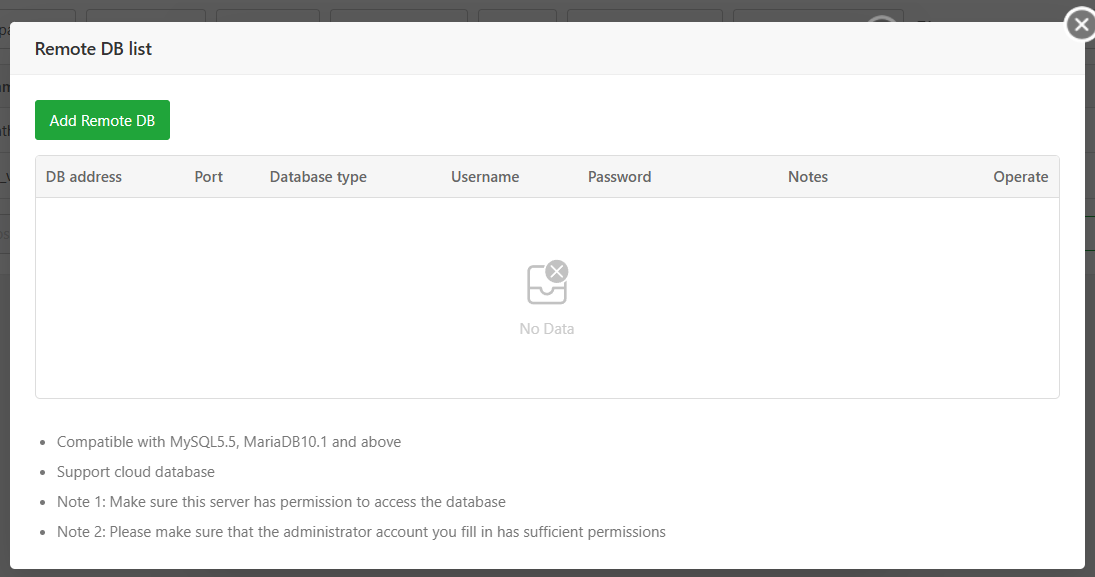 Remote DB list
Add Remote DB
DB address Port Database type Username Password Notes Operate
No Data
Compatible with MySQL5.5, MariaDB10.1 and above
Support cloud database
Note 1: Make sure this server has permission to access the database
Note 2: Please make sure that the administrator account you fill in has sufficient permissions